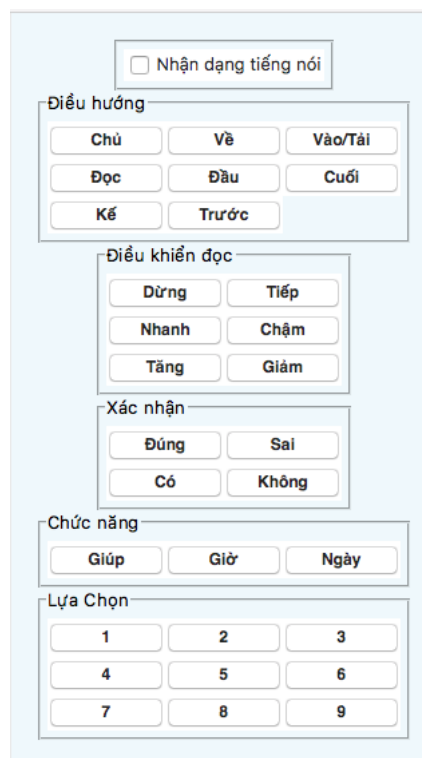 Nhận dạng tiếng nói
Điều hướng
Chủ Về Vào/Tải
Đọc Đầu Cuối
Kế Trước
Điều khiển đọc
Dừng Tiếp
Nhanh Chậm
Tăng Giảm
Xác nhận
Đúng Sai
Có Không
Chức năng
Giúp Giờ Ngày
Lựa Chọn
1 2 3
4 5 6
7 8 9